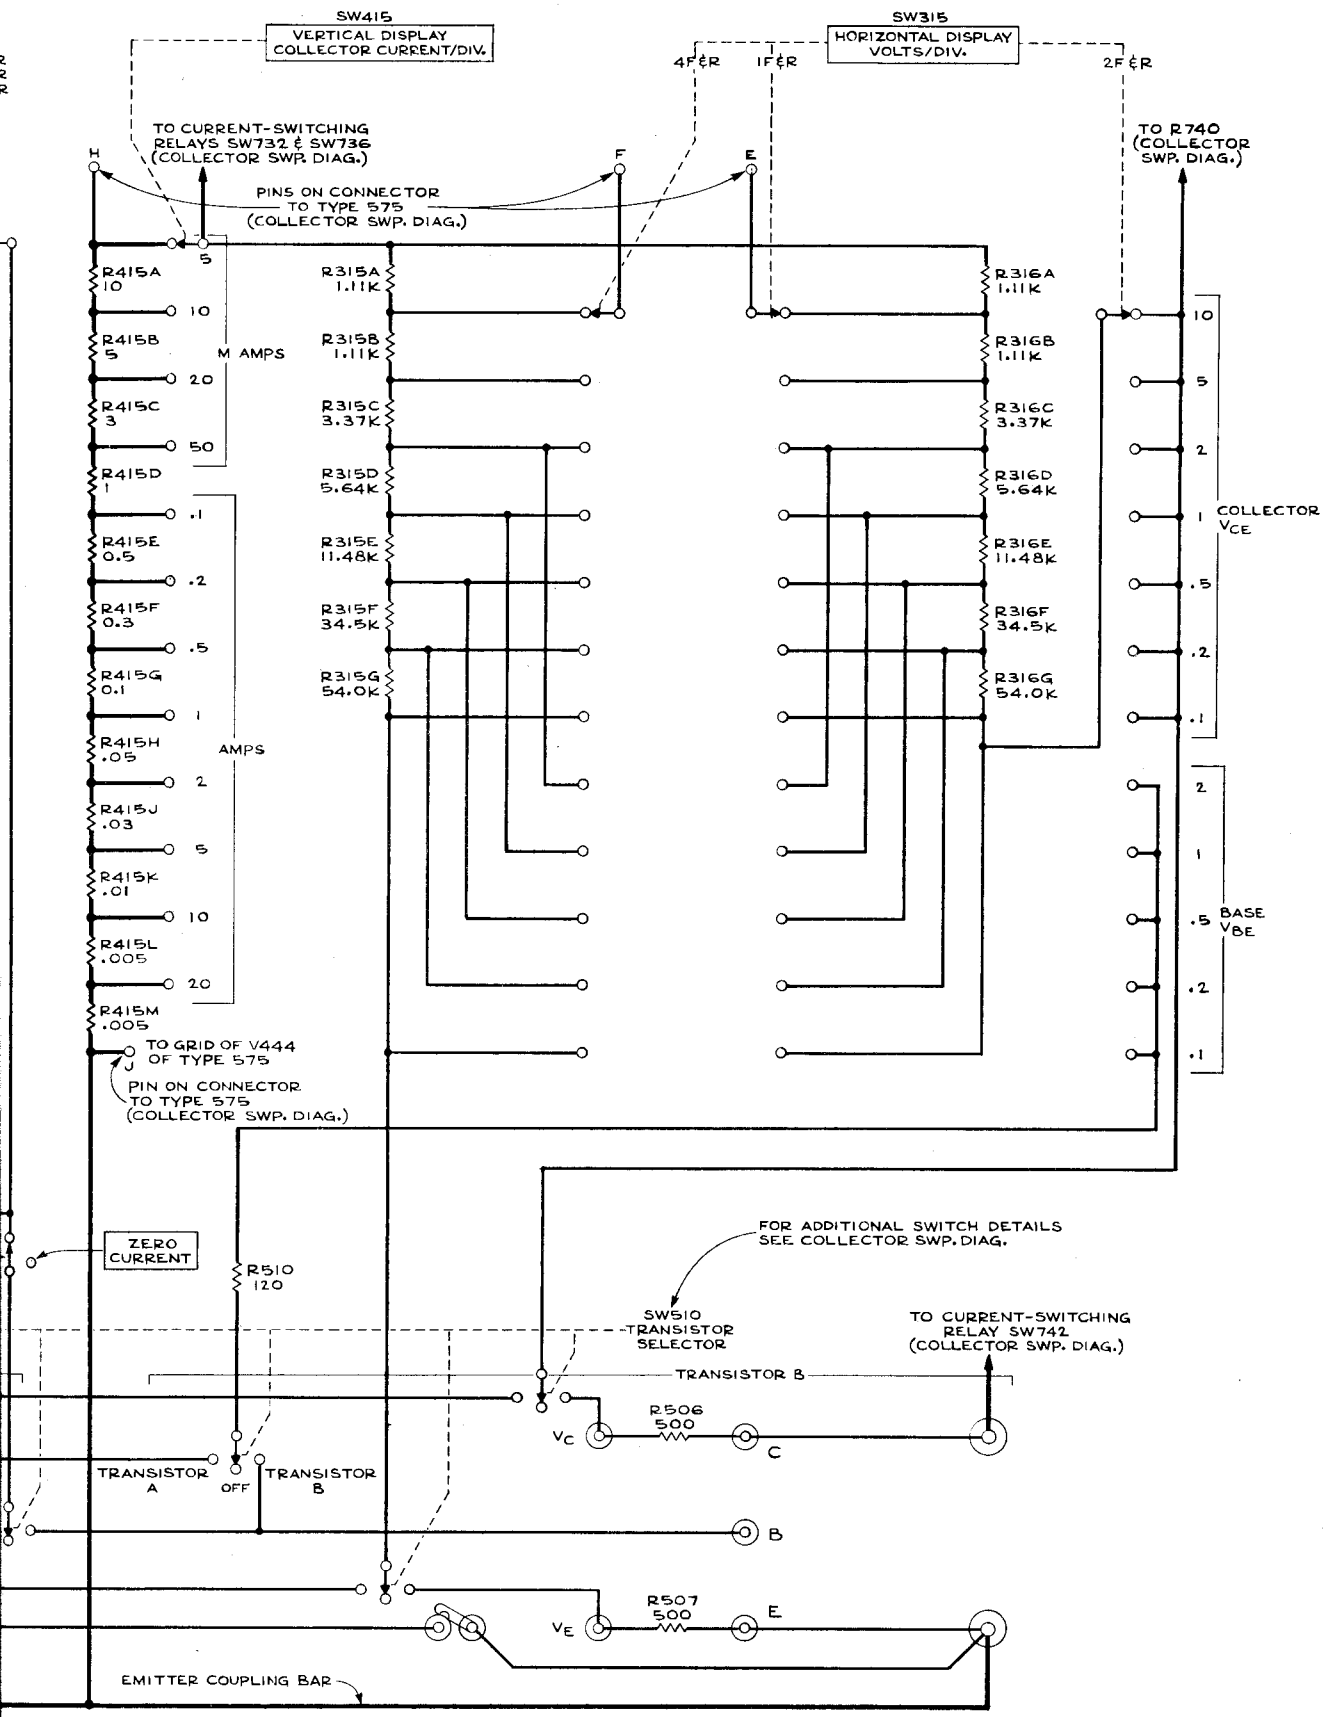 SW415
VERTICAL DISPLAY
COLLECTOR CURRENT/DIV.
SW315
HORIZONTAL DISPLAY
VOLTS/DIV.
4F&R
1F&R
2F&R
R
R
R
TO CURRENT-SWITCHING
RELAYS SW732 & SW736
(COLLECTOR SWP. DIAG.)
TO R740
(COLLECTOR
SWP. DIAG.)
H
F
E
PINS ON CONNECTOR
TO TYPE 575
(COLLECTOR SWP. DIAG.)
5
R415A
10
10
R415B
5
M AMPS
20
R415C
3
50
R415D
1
.1
R415E
0.5
.2
R415F
0.3
.5
R415G
0.1
1
R415H
.05
AMPS
2
R415J
.03
5
R415K
.01
10
R415L
.005
20
R415M
.005
R315A
1.11K
R315B
1.11K
R315C
3.37K
R315D
5.64K
R315E
11.48K
R315F
34.5K
R315G
54.0K
R316A
1.11K
R316B
1.11K
R316C
3.37K
R316D
5.64K
R316E
11.48K
R316F
34.5K
R316G
54.0K
10
5
2
1
.5
.2
.1
COLLECTOR
VCE
2
1
.5
.2
.1
BASE
VBE
TO GRID OF V444
OF TYPE 575
J
PIN ON CONNECTOR
TO TYPE 575
(COLLECTOR SWP. DIAG.)
ZERO
CURRENT
R510
120
FOR ADDITIONAL SWITCH DETAILS
SEE COLLECTOR SWP. DIAG.
SW510
TRANSISTOR
SELECTOR
TO CURRENT-SWITCHING
RELAY SW742
(COLLECTOR SWP. DIAG.)
TRANSISTOR B
R506
500
VC
C
TRANSISTOR
A
OFF
TRANSISTOR
B
B
R507
500
VE
E
EMITTER COUPLING BAR